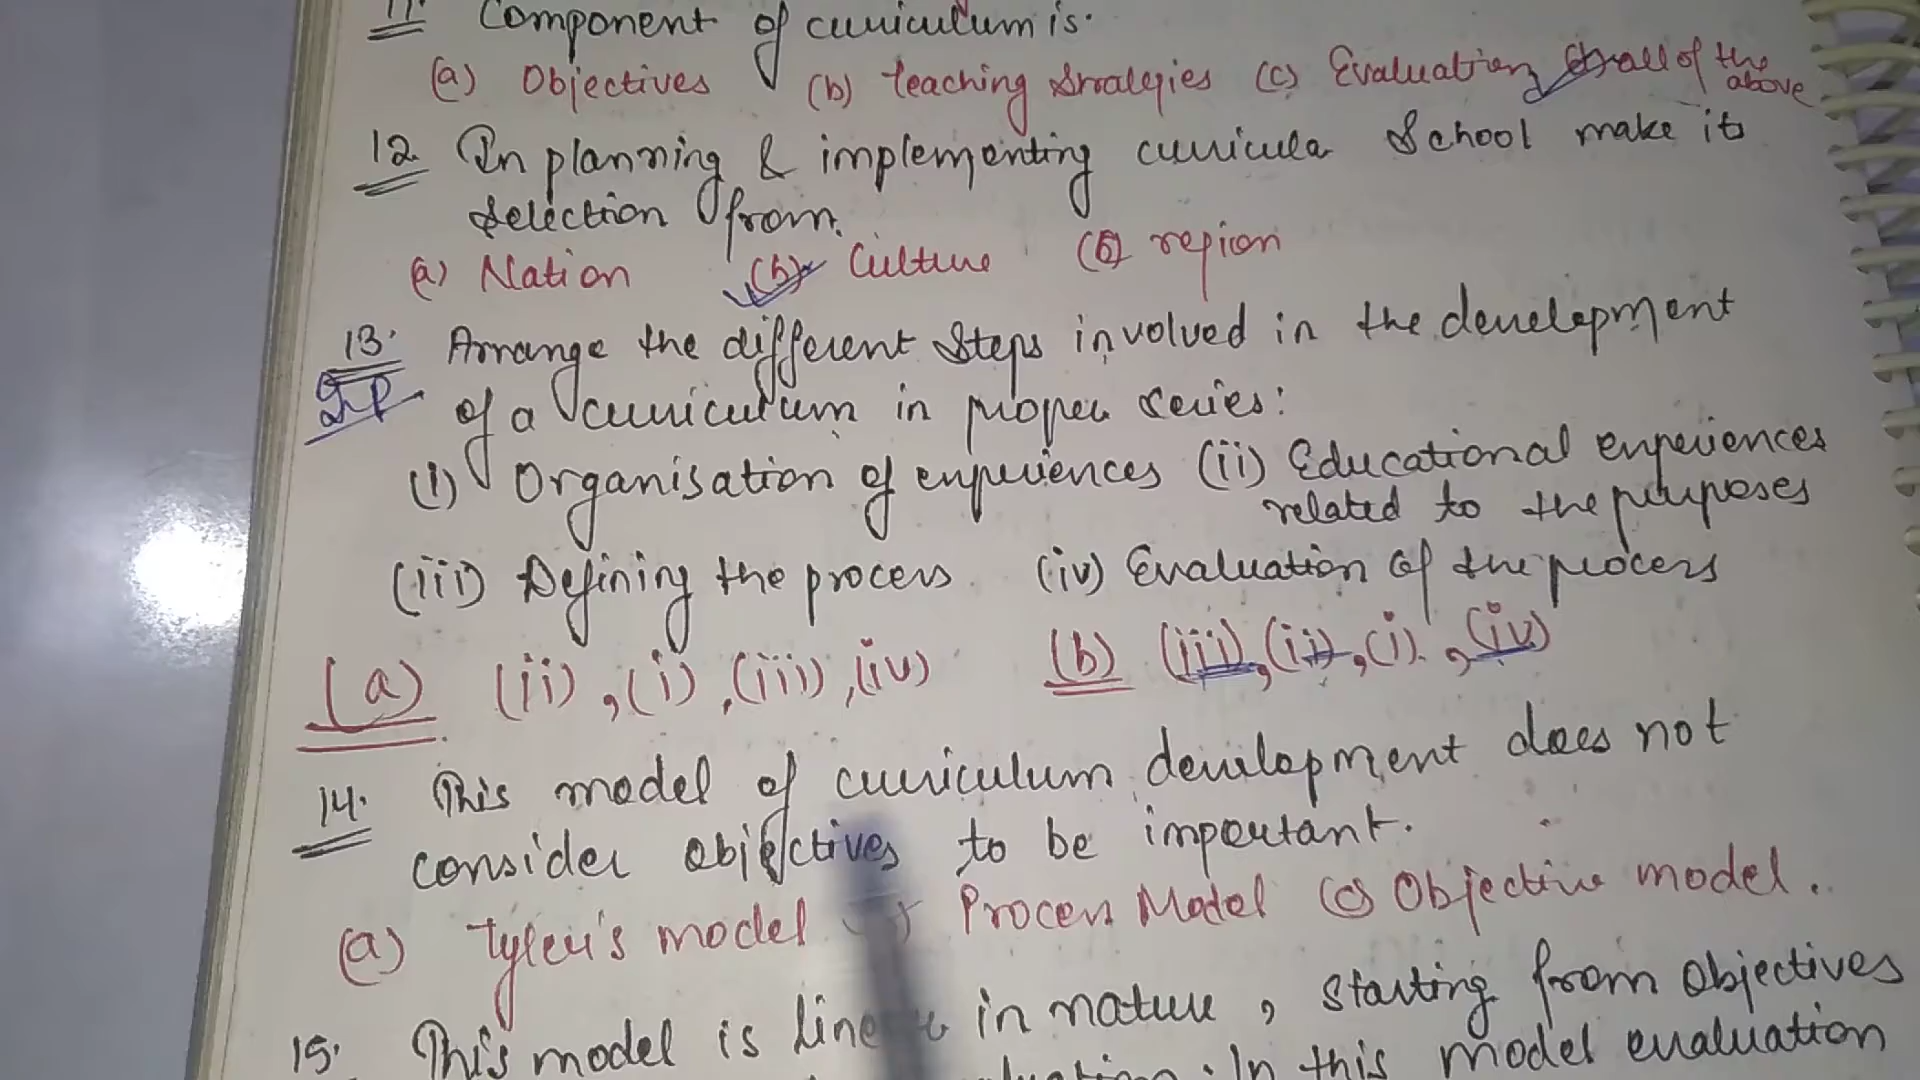 11. Component of curriculum is.
(a) Objectives (b) teaching Strategies (c) Evaluation all of the above
12. In planning & implementing curricula School make its
Selection from.
(a) Nation (b) Culture (c) region
13. Arrange the different Steps involved in the development
Imp of a curriculum in proper series:
(i) Organisation of experiences (ii) Educational experiences
related to the purposes
(iii) Defining the process (iv) Evaluation of the process
(a) (ii), (i), (iii), (iv) (b) (iii), (ii), (i), (iv)
14. This model of curriculum development does not
consider objectives to be important.
(a) Tyler's model Process Model (c) Objective model.
15. This model is in nature, starting from Objectives
In this model evaluation